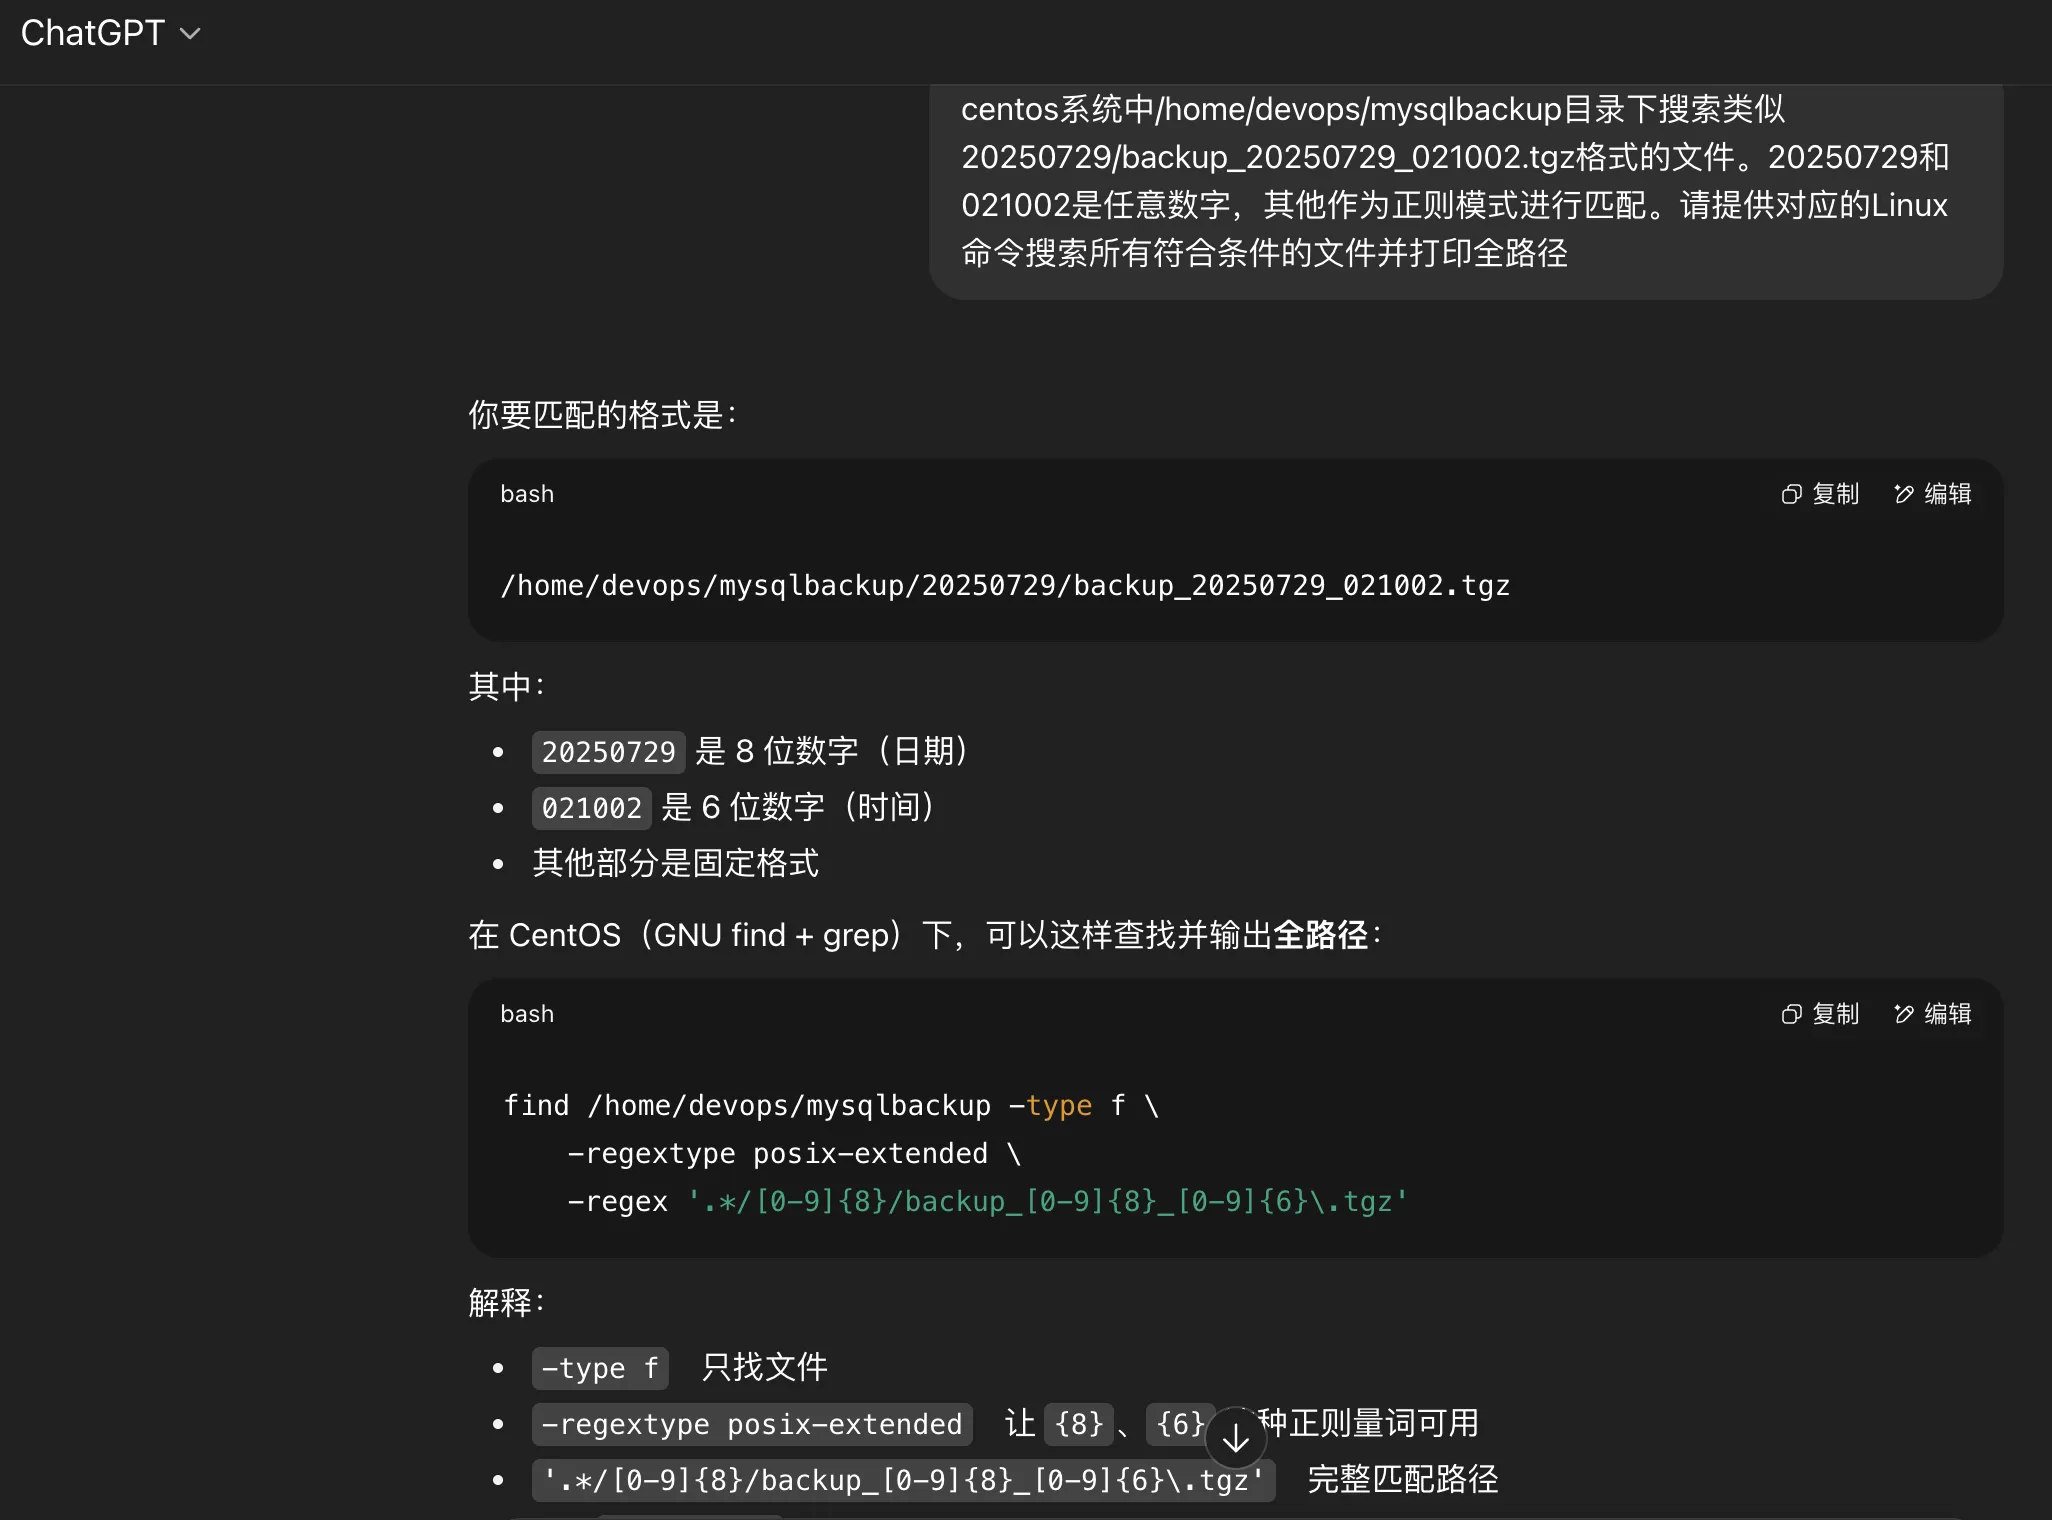 ChatGPT
centos系统中/home/devops/mysqlbackup目录下搜索类似
20250729/backup_20250729_021002.tgz格式的文件。20250729和
021002是任意数字，其他作为正则模式进行匹配。请提供对应的Linux
命令搜索所有符合条件的文件并打印全路径
你要匹配的格式是：
bash 复制 编辑
/home/devops/mysqlbackup/20250729/backup_20250729_021002.tgz
其中：
• 20250729 是 8 位数字（日期）
• 021002 是 6 位数字（时间）
• 其他部分是固定格式
在 CentOS（GNU find + grep）下，可以这样查找并输出全路径：
bash 复制 编辑
find /home/devops/mysqlbackup -type f \
-regextype posix-extended \
-regex '.*/[0-9]{8}/backup_[0-9]{8}_[0-9]{6}\.tgz'
解释：
• -type f 只找文件
• -regextype posix-extended 让 {8}、{6} 种正则量词可用
• '.*/[0-9]{8}/backup_[0-9]{8}_[0-9]{6}\.tgz' 完整匹配路径